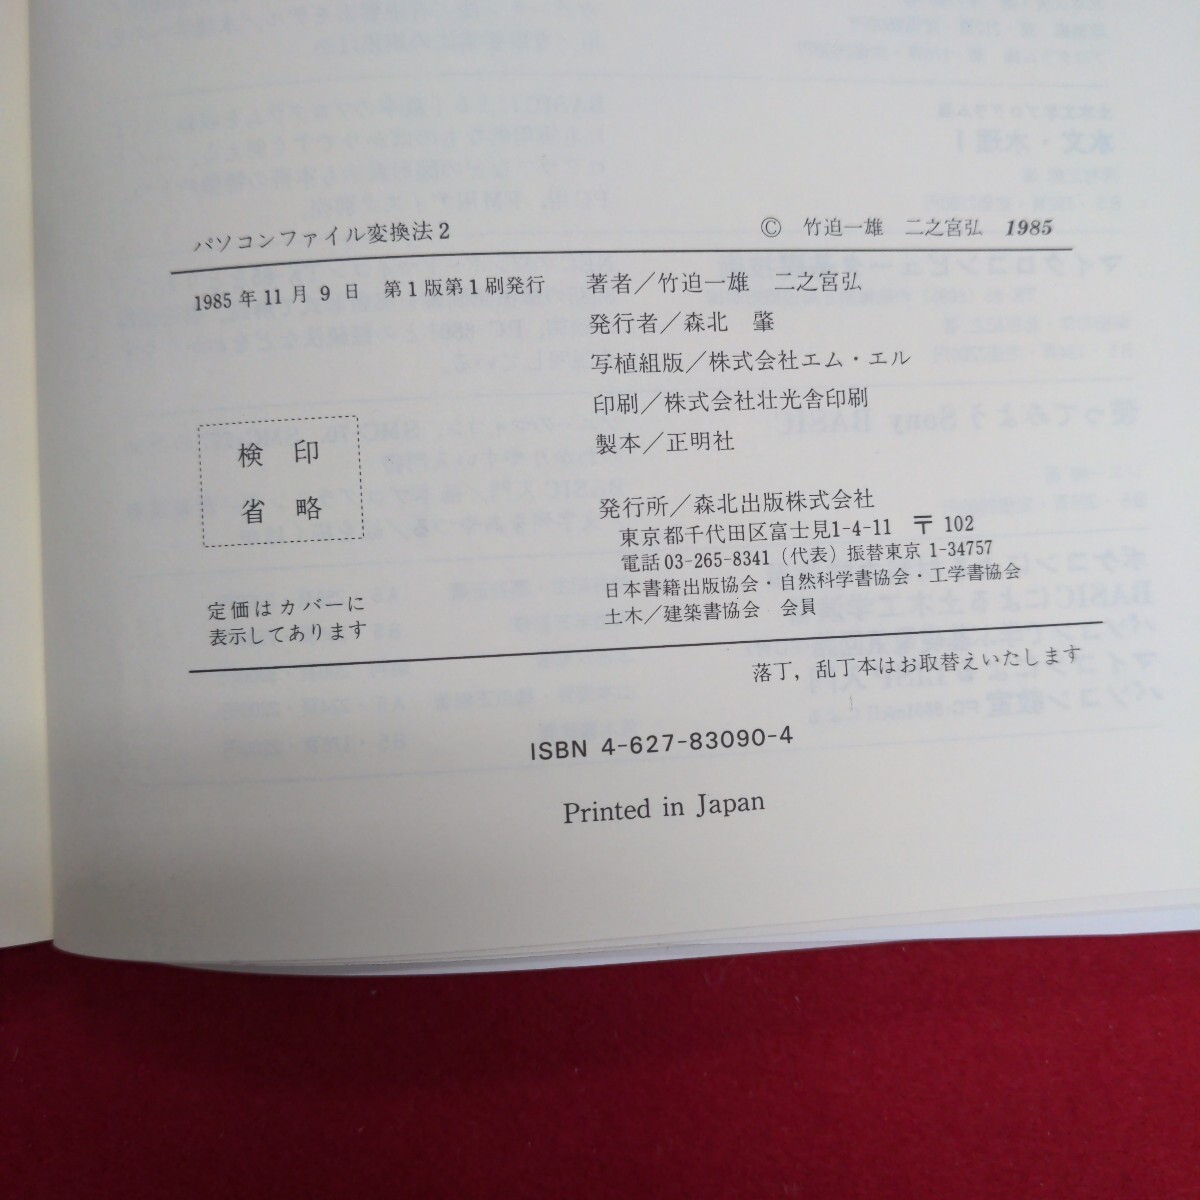 パソコンファイル変換法2
© 竹迫一雄 二之宮弘 1985
1985年11月9日 第1版第1刷発行
著者／竹迫一雄 二之宮弘
発行者／森北 肇
写植組版／株式会社エム・エル
印刷／株式会社壮光舎印刷
製本／正明社
検印
省略
定価はカバーに
表示してあります
発行所／森北出版株式会社
東京都千代田区富士見1-4-11 〒102
電話03-265-8341（代表）振替東京1-34757
日本書籍出版協会・自然科学書協会・工学書協会
土木／建築書協会 会員
落丁，乱丁本はお取替えいたします
ISBN 4-627-83090-4
Printed in Japan